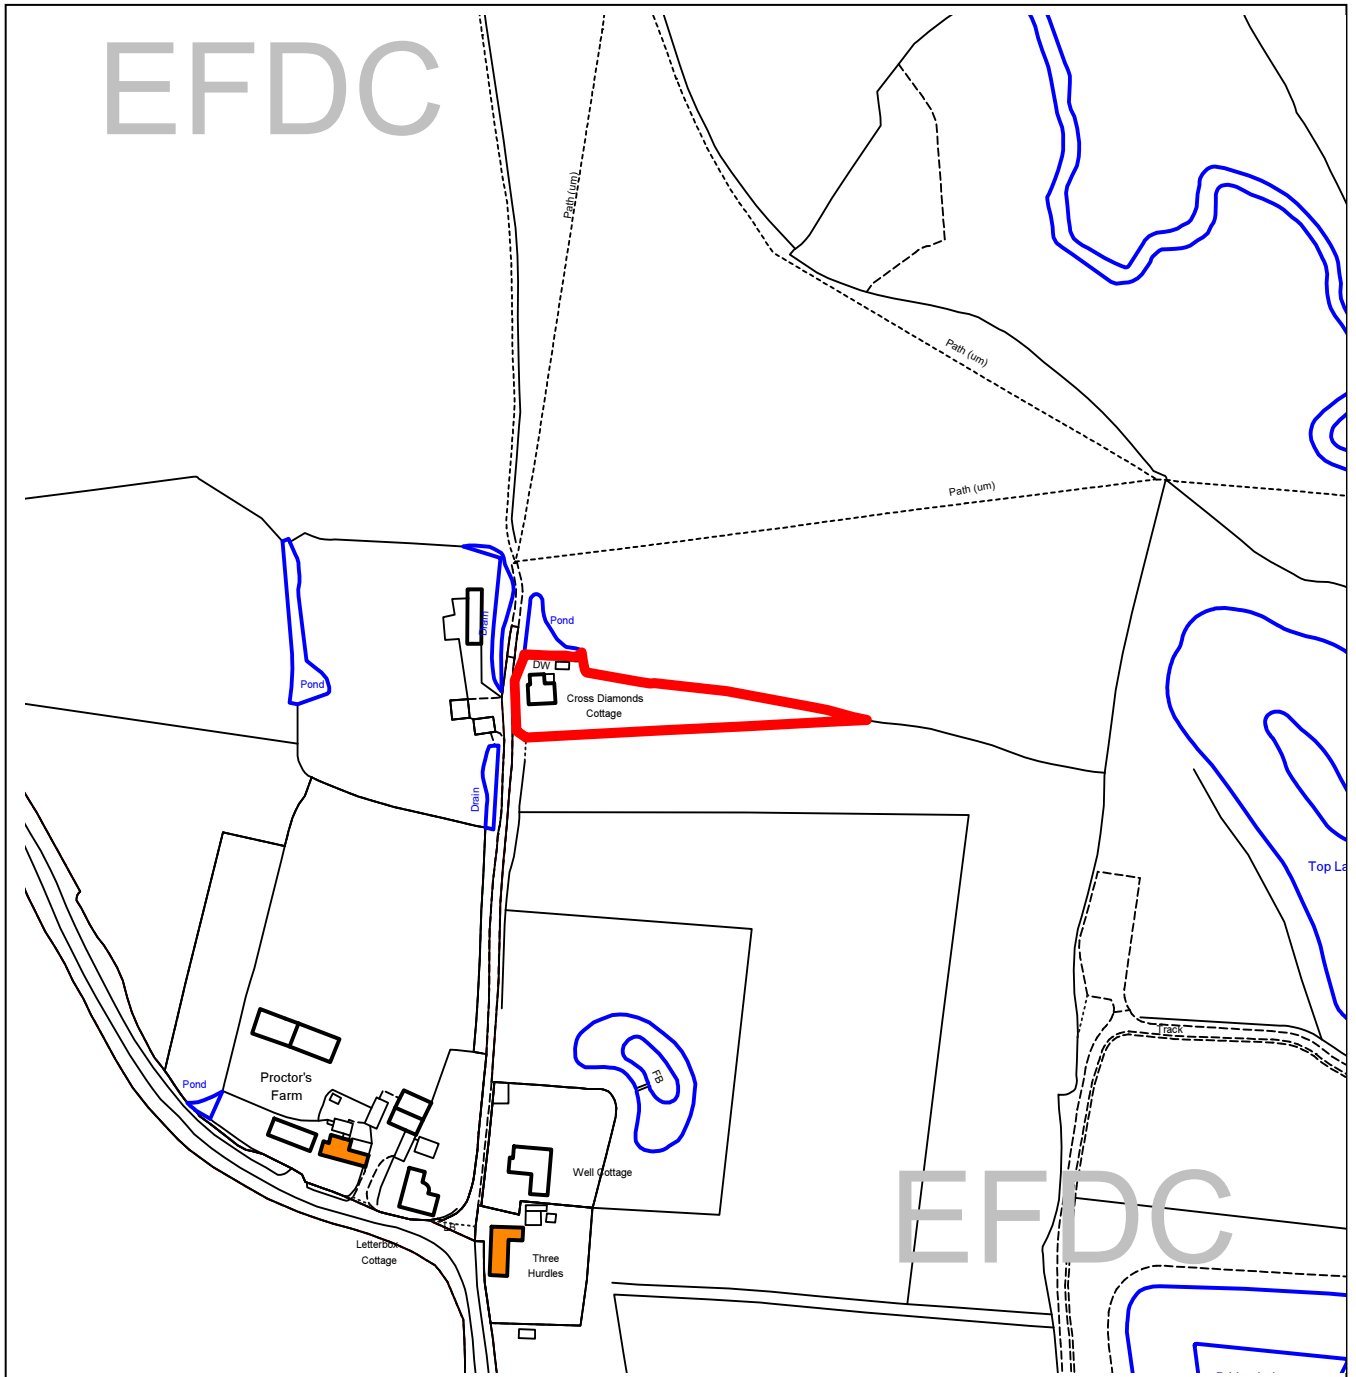 EFDC
Path (um)
Path (um)
Path (um)
Drain
Pond
DW
Cross Diamonds
Cottage
Pond
Drain
Top La
Track
Proctor's
Farm
Pond
FB
Well Cottage
EFDC
LB
Letterbox
Cottage
Three
Hurdles